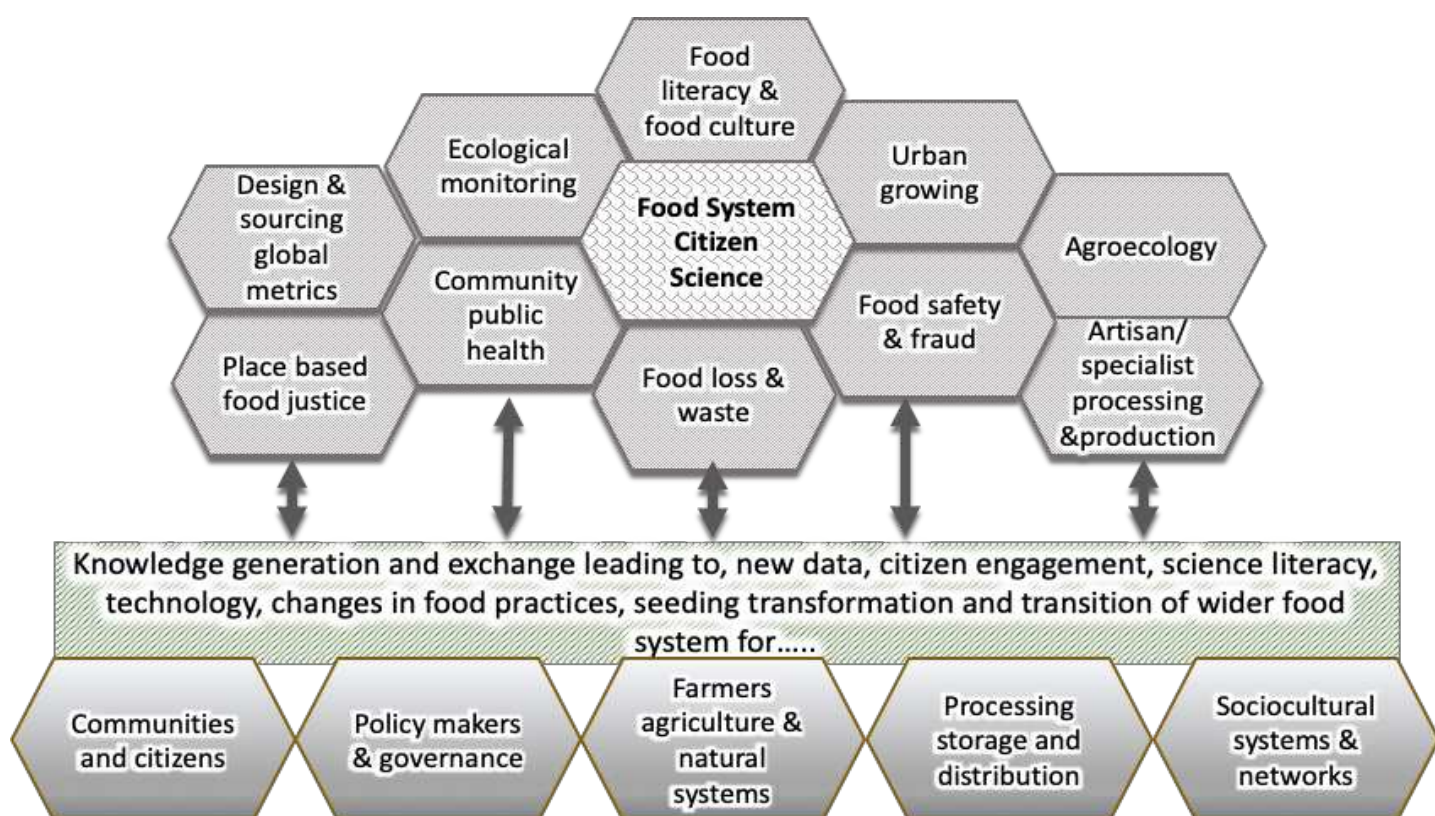 Food
literacy &
food culture
Ecological
monitoring
Urban
growing
Design &
sourcing
global
metrics
Food System
Citizen
Science
Agroecology
Community
public
health
Food safety
& fraud
Place based
food justice
Food loss &
waste
Artisan/
specialist
processing
&production
Knowledge generation and exchange leading to, new data, citizen engagement, science literacy,
technology, changes in food practices, seeding transformation and transition of wider food
system for.....
Communities
and citizens
Policy makers
& governance
Farmers
agriculture &
natural
systems
Processing
storage and
distribution
Sociocultural
systems &
networks